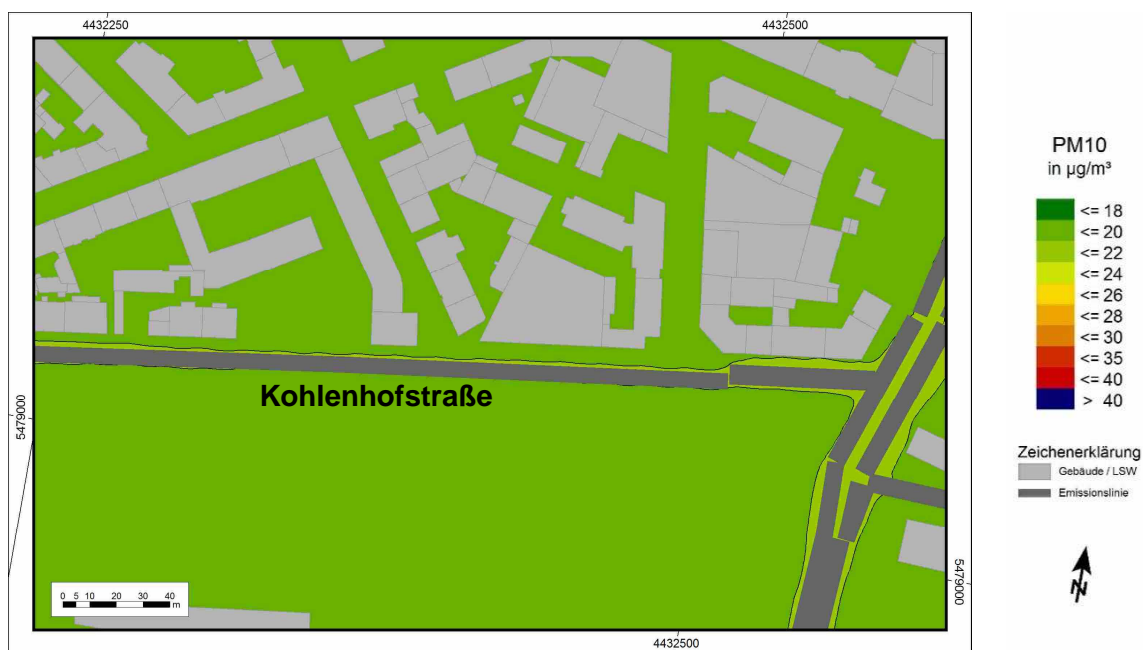 4432250
4432500
PM10
in µg/m³
<= 18
<= 20
<= 22
<= 24
<= 26
<= 28
<= 30
<= 35
<= 40
> 40
Kohlenhofstraße
5479000
Zeichenerklärung
Gebäude / LSW
Emissionslinie
N
0 5 10 20 30 40
m
5479000
4432500